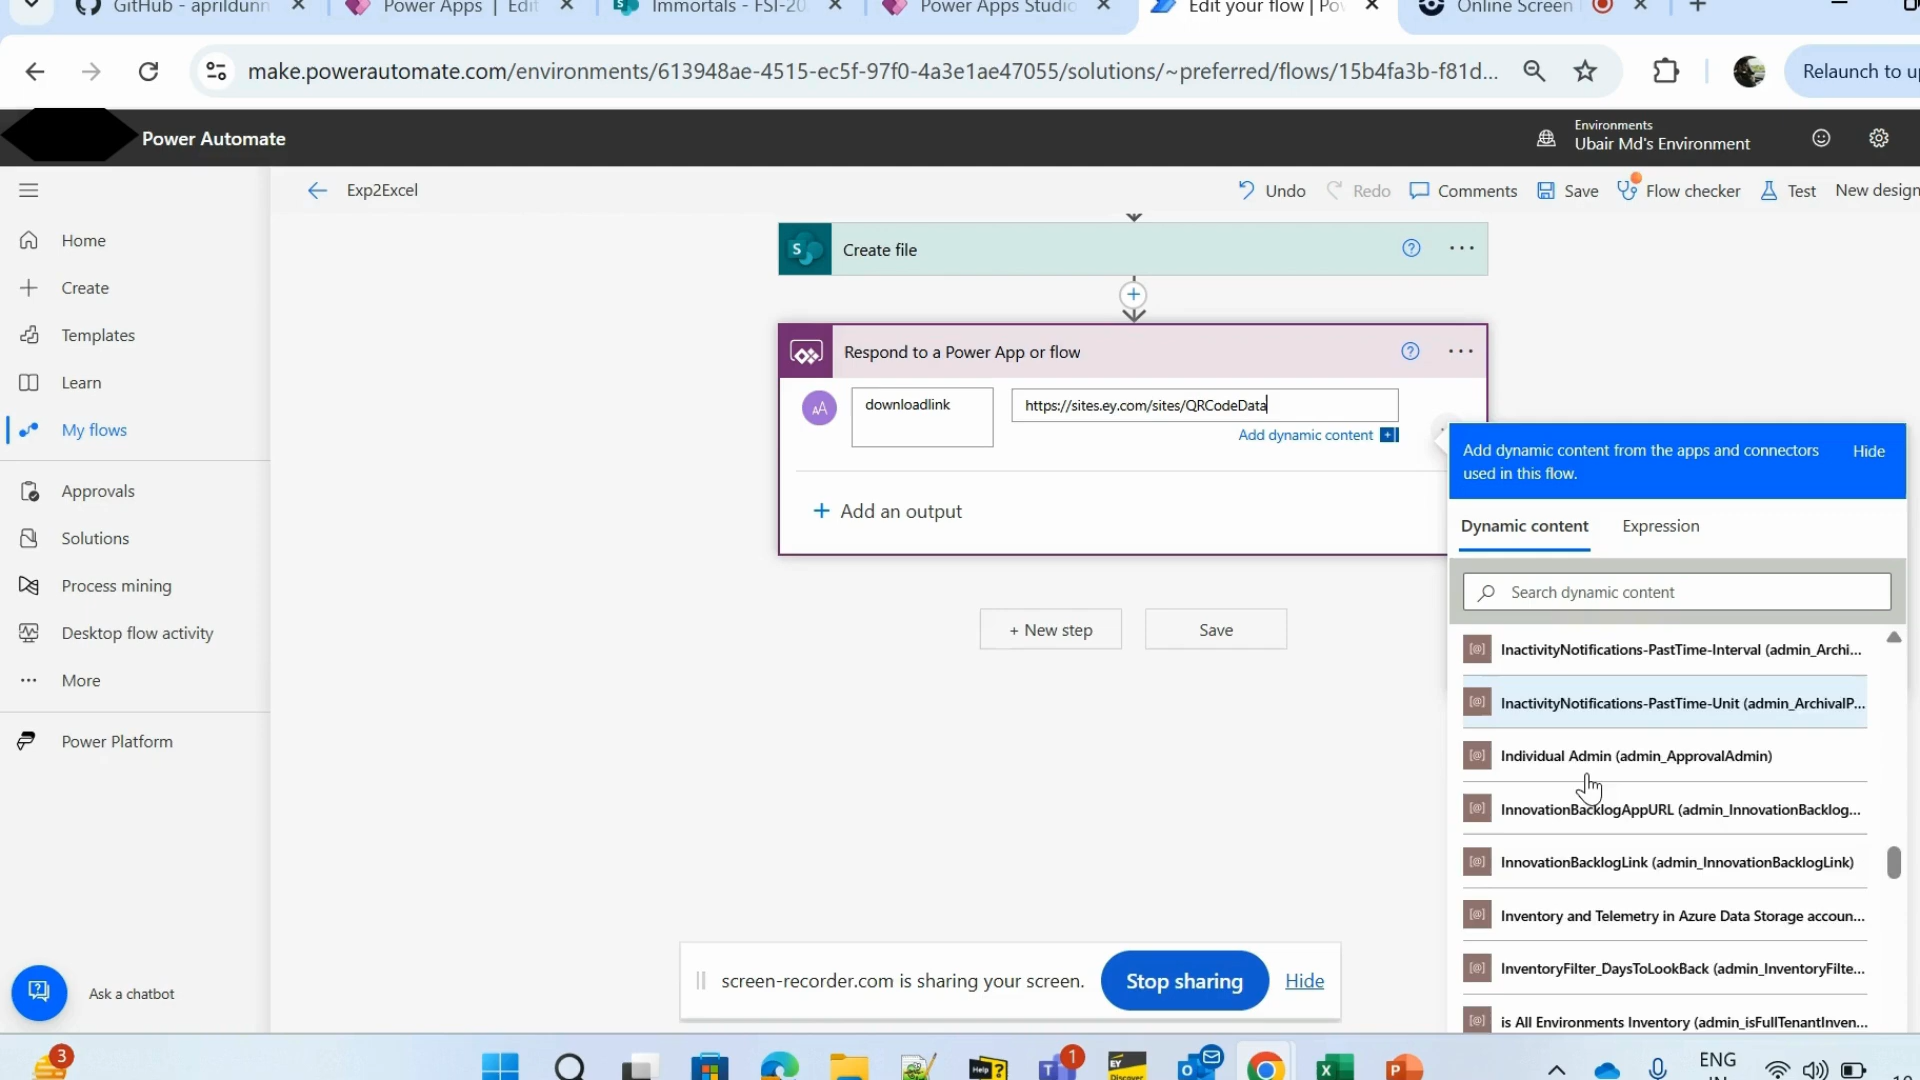 GitHub - aprildunn
Power Apps | Edit
Immortals - FSI-20
Power Apps Studio
Edit your flow | Po
Online Screen
make.powerautomate.com/environments/613948ae-4515-ec5f-97f0-4a3e1ae47055/solutions/~preferred/flows/15b4fa3b-f81d...
Relaunch to up
Power Automate
Environments
Ubair Md's Environment
Exp2Excel
Undo
Redo
Comments
Save
Flow checker
Test
New design
Home
Create
Templates
Learn
My flows
Approvals
Solutions
Process mining
Desktop flow activity
More
Power Platform
Ask a chatbot
Create file
Respond to a Power App or flow
downloadlink
https://sites.ey.com/sites/QRCodeData
Add dynamic content
+ Add an output
+ New step
Save
Add dynamic content from the apps and connectors
used in this flow.
Hide
Dynamic content
Expression
Search dynamic content
InactivityNotifications-PastTime-Interval (admin_Archi...
InactivityNotifications-PastTime-Unit (admin_ArchivalP...
Individual Admin (admin_ApprovalAdmin)
InnovationBacklogAppURL (admin_InnovationBacklog...
InnovationBacklogLink (admin_InnovationBacklogLink)
Inventory and Telemetry in Azure Data Storage accoun...
InventoryFilter_DaysToLookBack (admin_InventoryFilte...
is All Environments Inventory (admin_isFullTenantInven...
screen-recorder.com is sharing your screen.
Stop sharing
Hide
3
Help ?
1
EY
Discover
ENG